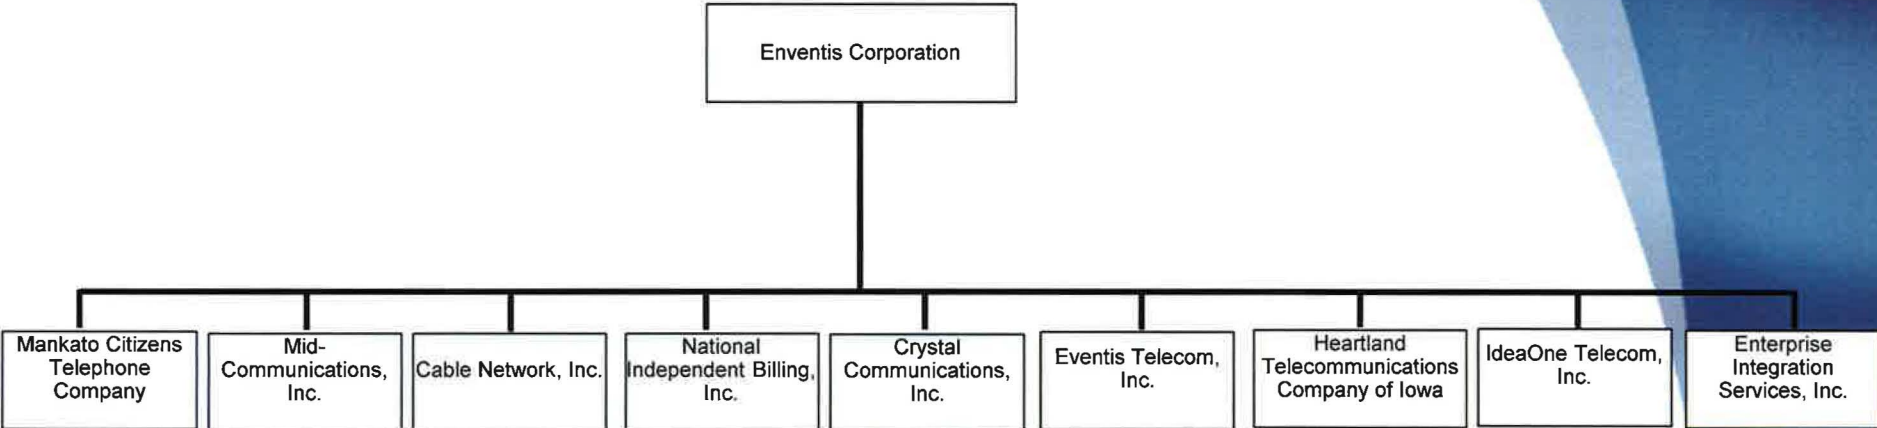 Enventis Corporation
Mankato Citizens
Telephone
Company
Mid-
Communications,
Inc.
Cable Network, Inc.
National
Independent Billing,
Inc.
Crystal
Communications,
Inc.
Eventis Telecom,
Inc.
Heartland
Telecommunications
Company of Iowa
IdeaOne Telecom,
Inc.
Enterprise
Integration
Services, Inc.